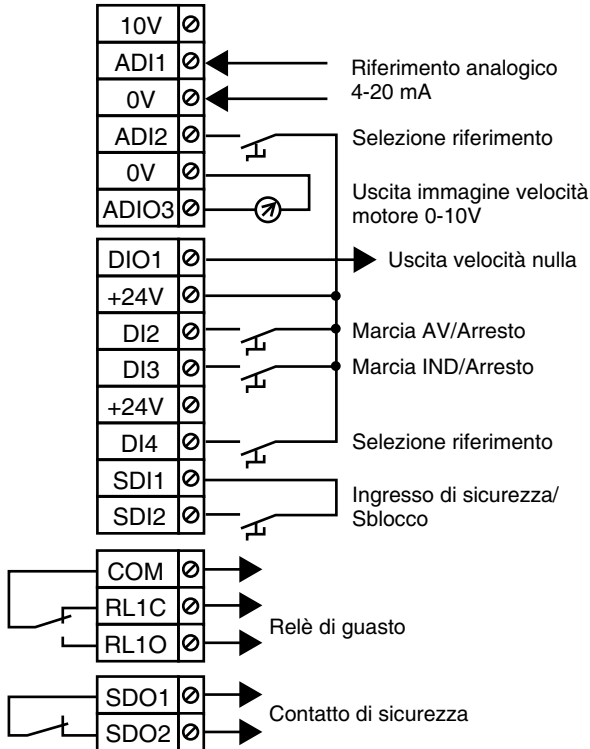 10V
ADI1
Riferimento analogico
4-20 mA
0V
ADI2
Selezione riferimento
0V
Uscita immagine velocità
motore 0-10V
ADIO3
DIO1
Uscita velocità nulla
+24V
DI2
Marcia AV/Arresto
DI3
Marcia IND/Arresto
+24V
DI4
Selezione riferimento
SDI1
Ingresso di sicurezza/
Sblocco
SDI2
COM
RL1C
Relè di guasto
RL1O
SDO1
Contatto di sicurezza
SDO2